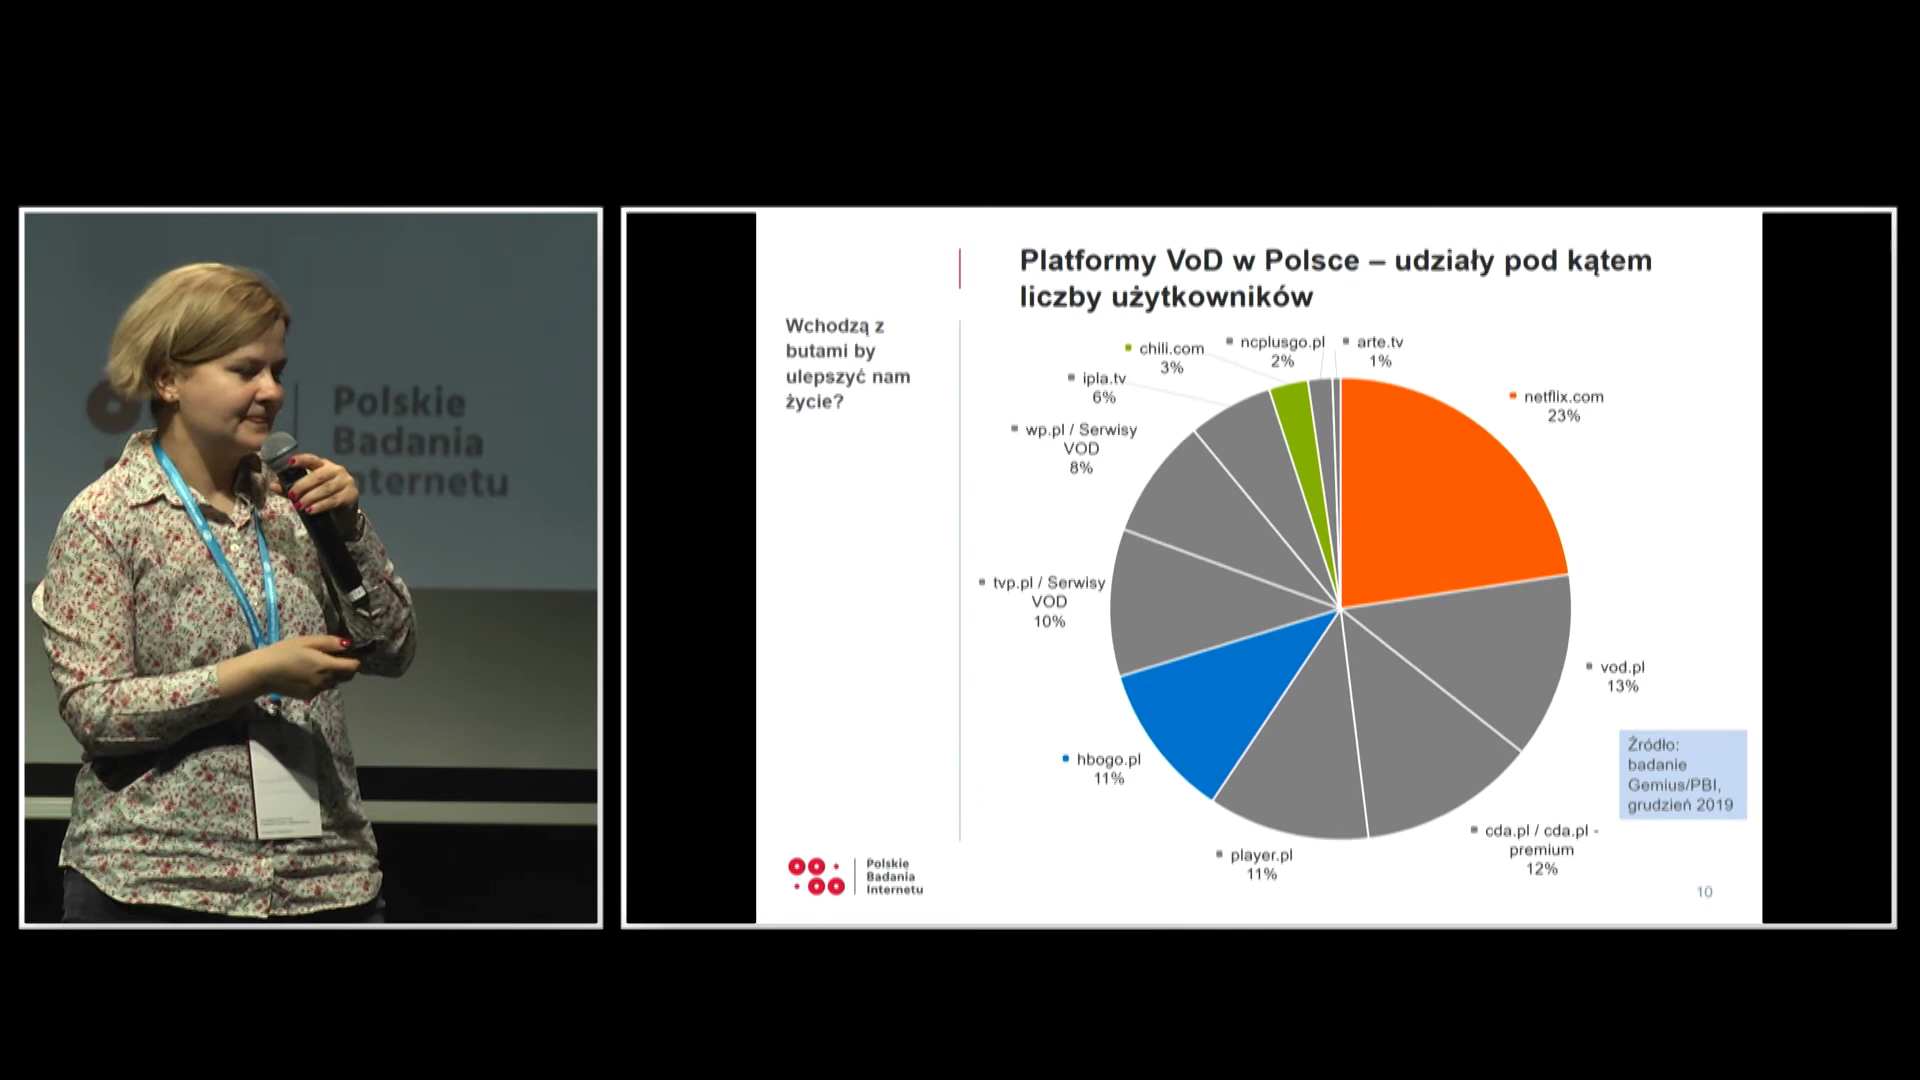 Polskie
Badania
Internetu
Platformy VoD w Polsce – udziały pod kątem
liczby użytkowników
Wchodzą z
butami by
ulepszyć nam
życie?
chili.com
3%
ncplusgo.pl
2%
arte.tv
1%
ipla.tv
6%
netflix.com
23%
wp.pl / Serwisy
VOD
8%
tvp.pl / Serwisy
VOD
10%
vod.pl
13%
hbogo.pl
11%
player.pl
11%
cda.pl / cda.pl -
premium
12%
Źródło:
badanie
Gemius/PBI,
grudzień 2019
Polskie
Badania
Internetu
10